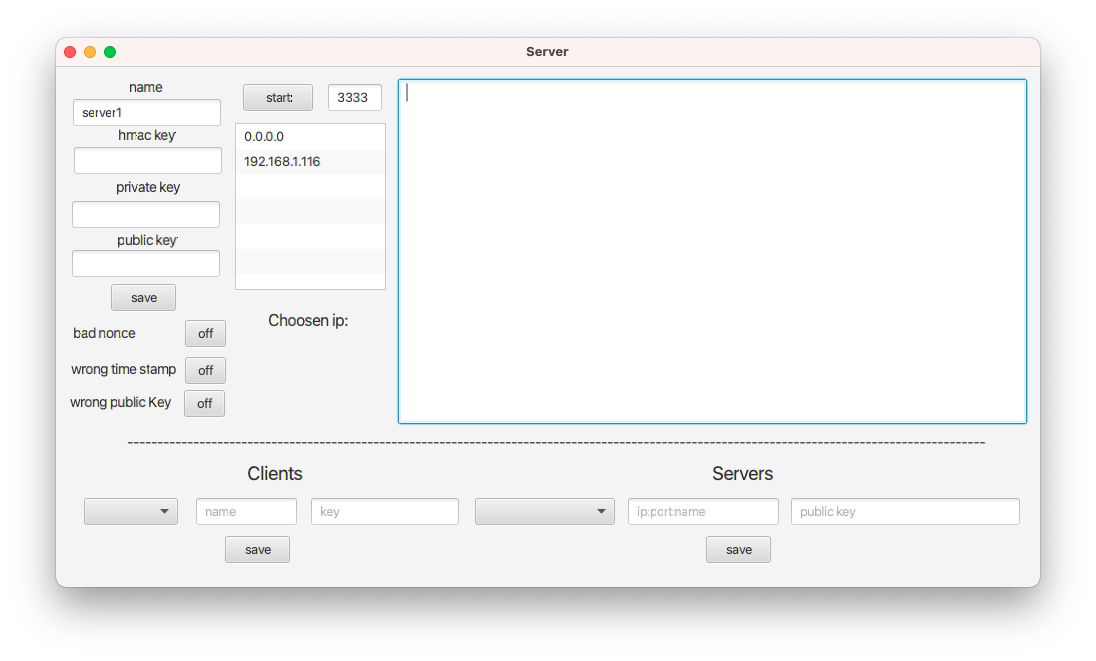 Server
name
server1
hmac key
private key
public key
save
bad nonce off
wrong time stamp off
wrong public Key off
start: 3333
0.0.0.0
192.168.1.116
Choosen ip:
Clients
name key
save
Servers
ip:port:name public key
save